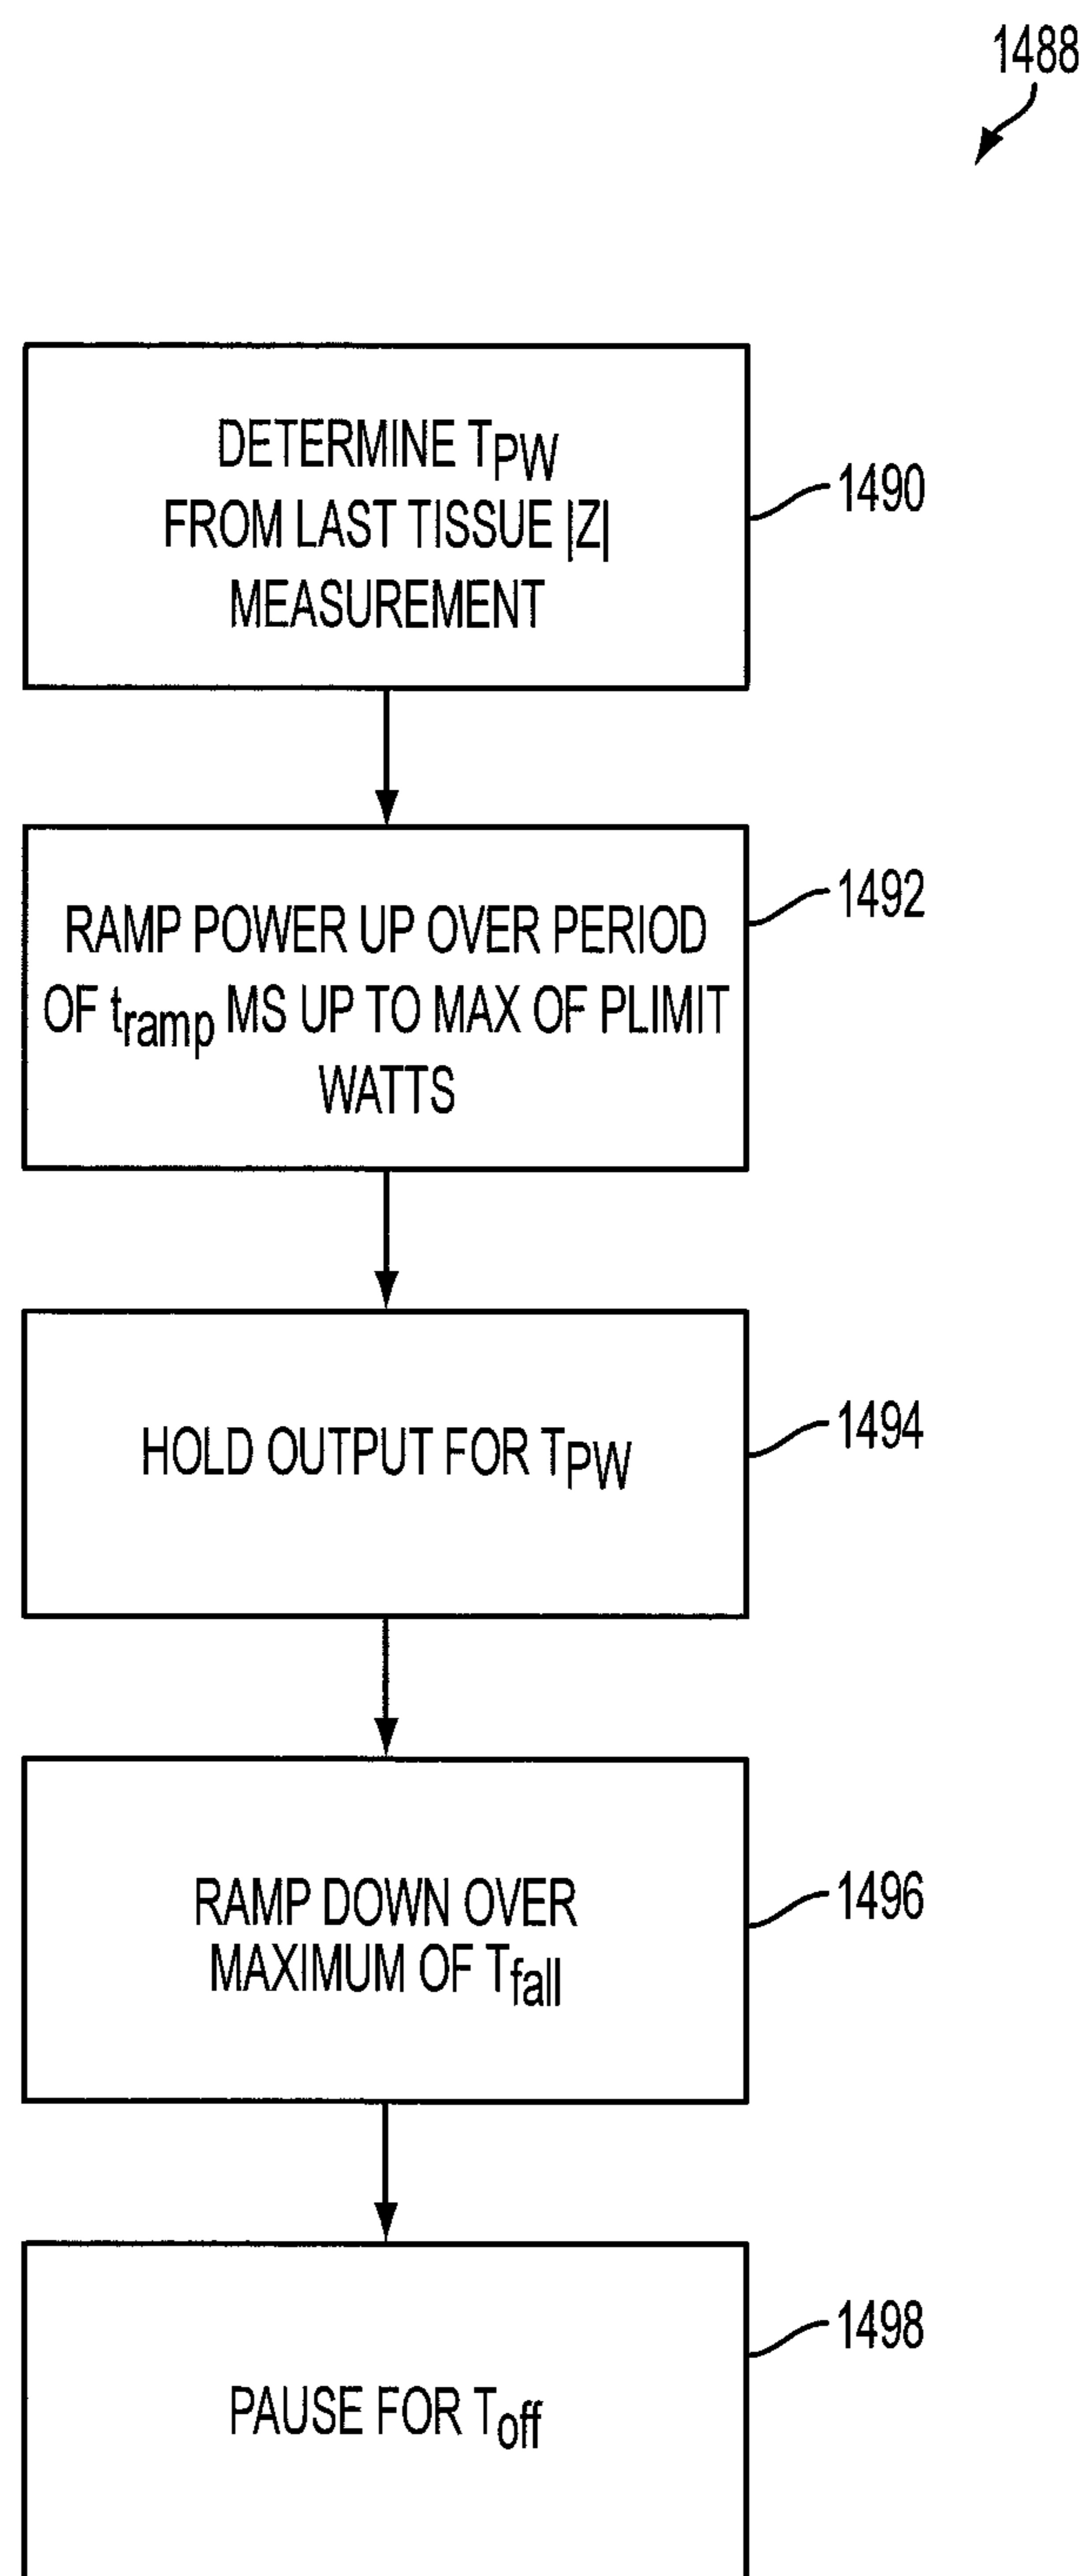 1488
DETERMINE TPW
FROM LAST TISSUE |Z|
MEASUREMENT
1490
RAMP POWER UP OVER PERIOD
OF tramp MS UP TO MAX OF PLIMIT
WATTS
1492
HOLD OUTPUT FOR TPW
1494
RAMP DOWN OVER
MAXIMUM OF Tfall
1496
PAUSE FOR Toff
1498